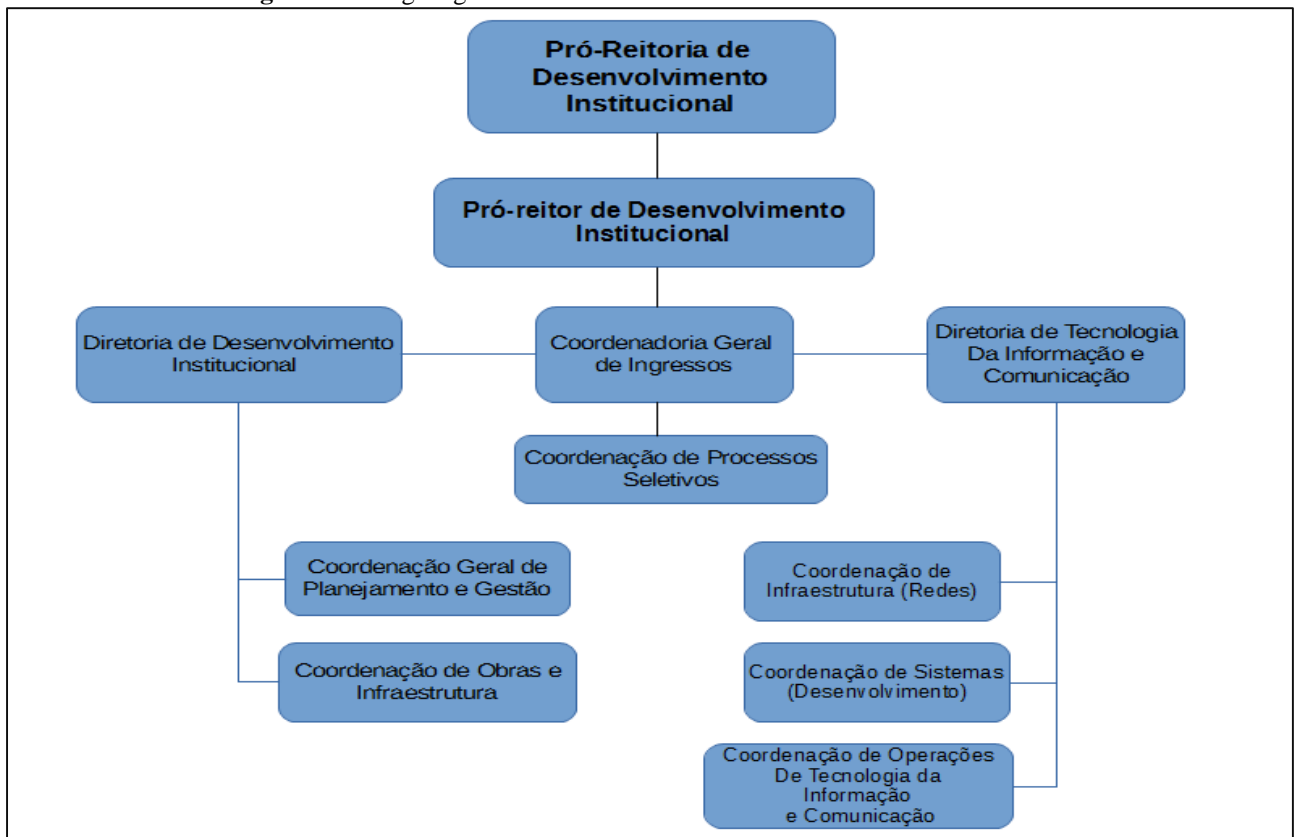 Pró-Reitoria de
Desenvolvimento
Institucional
Pró-reitor de Desenvolvimento
Institucional
Diretoria de Desenvolvimento
Institucional
Coordenadoria Geral
de Ingressos
Diretoria de Tecnologia
Da Informação e
Comunicação
Coordenação de Processos
Seletivos
Coordenação Geral de
Planejamento e Gestão
Coordenação de Obras e
Infraestrutura
Coordenação de
Infraestrutura (Redes)
Coordenação de Sistemas
(Desenvolvimento)
Coordenação de Operações
De Tecnologia da
Informação
e Comunicação